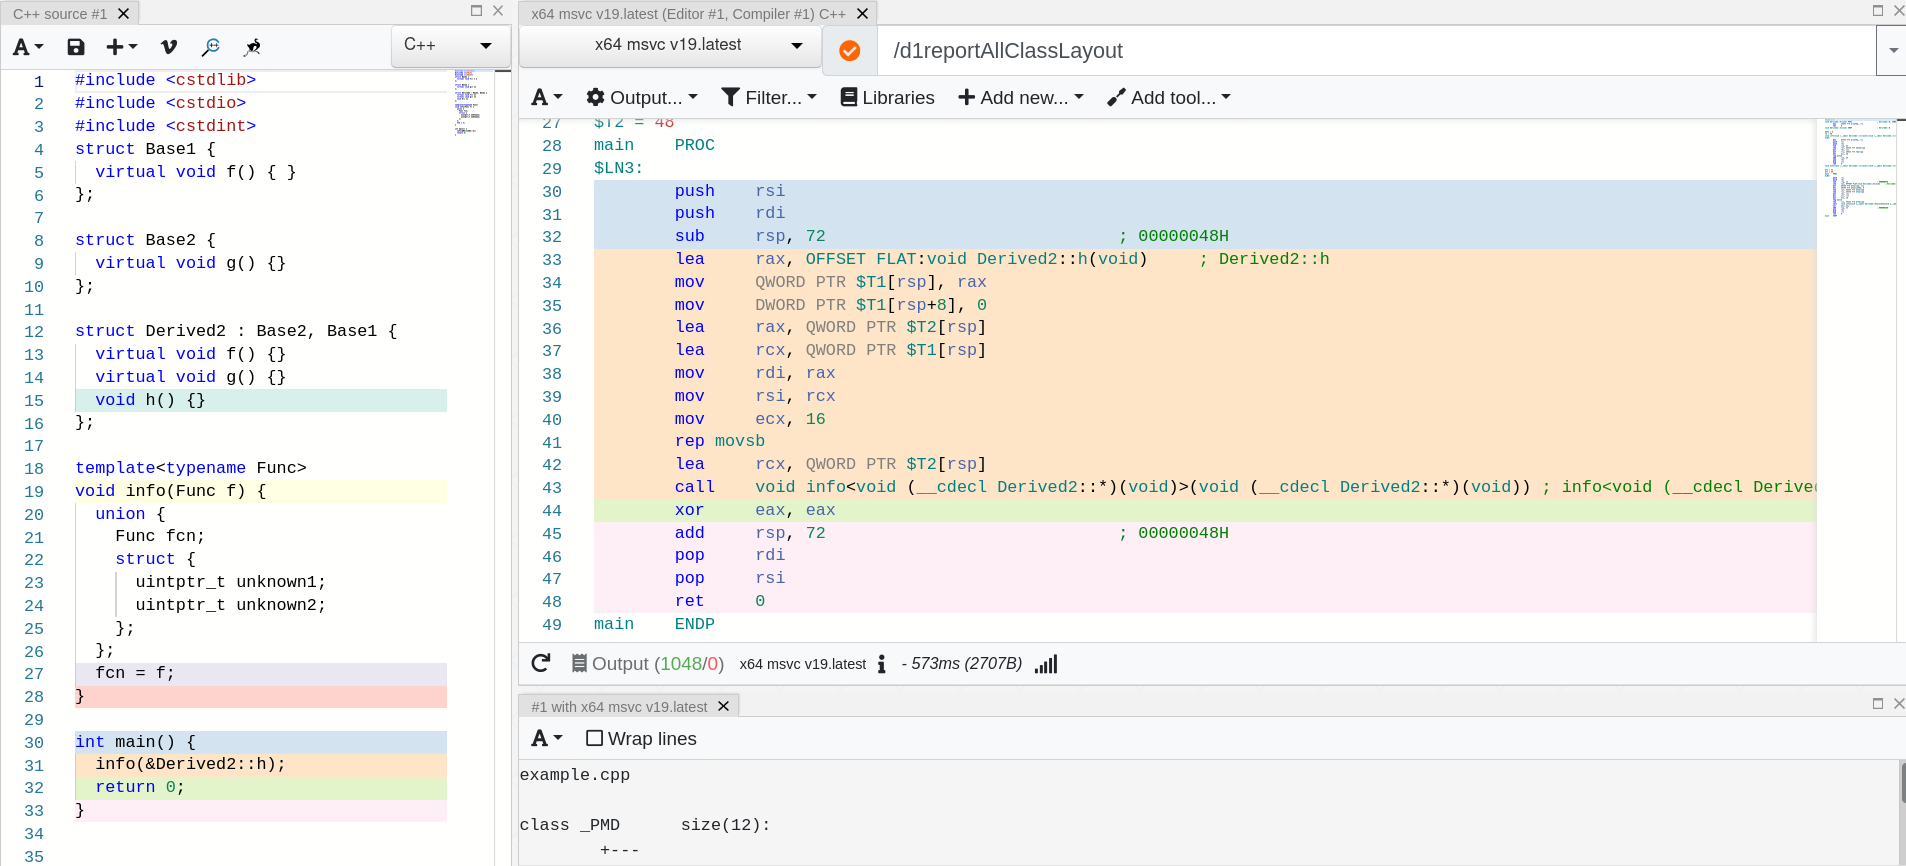 C++ source #1
A
C++
1 #include <cstdlib>
2 #include <cstdio>
3 #include <cstdint>
4 struct Base1 {
5   virtual void f() { }
6 };
7
8 struct Base2 {
9   virtual void g() {}
10 };
11
12 struct Derived2 : Base2, Base1 {
13   virtual void f() {}
14   virtual void g() {}
15   void h() {}
16 };
17
18 template<typename Func>
19 void info(Func f) {
20   union {
21     Func fcn;
22     struct {
23       uintptr_t unknown1;
24       uintptr_t unknown2;
25     };
26   };
27   fcn = f;
28 }
29
30 int main() {
31   info(&Derived2::h);
32   return 0;
33 }
34
35
x64 msvc v19.latest (Editor #1, Compiler #1) C++
x64 msvc v19.latest
/d1reportAllClassLayout
A Output... Filter... Libraries Add new... Add tool...
27 $T2 = 48
28 main    PROC
29 $LN3:
30         push    rsi
31         push    rdi
32         sub     rsp, 72                             ; 00000048H
33         lea     rax, OFFSET FLAT:void Derived2::h(void)     ; Derived2::h
34         mov     QWORD PTR $T1[rsp], rax
35         mov     DWORD PTR $T1[rsp+8], 0
36         lea     rax, QWORD PTR $T2[rsp]
37         lea     rcx, QWORD PTR $T1[rsp]
38         mov     rdi, rax
39         mov     rsi, rcx
40         mov     ecx, 16
41         rep movsb
42         lea     rcx, QWORD PTR $T2[rsp]
43         call    void info<void (__cdecl Derived2::*)(void)>(void (__cdecl Derived2::*)(void)) ; info<void (__cdecl Derive
44         xor     eax, eax
45         add     rsp, 72                             ; 00000048H
46         pop     rdi
47         pop     rsi
48         ret     0
49 main    ENDP
Output (1048/0) x64 msvc v19.latest i - 573ms (2707B)
#1 with x64 msvc v19.latest
A Wrap lines
example.cpp
class _PMD      size(12):
        +---